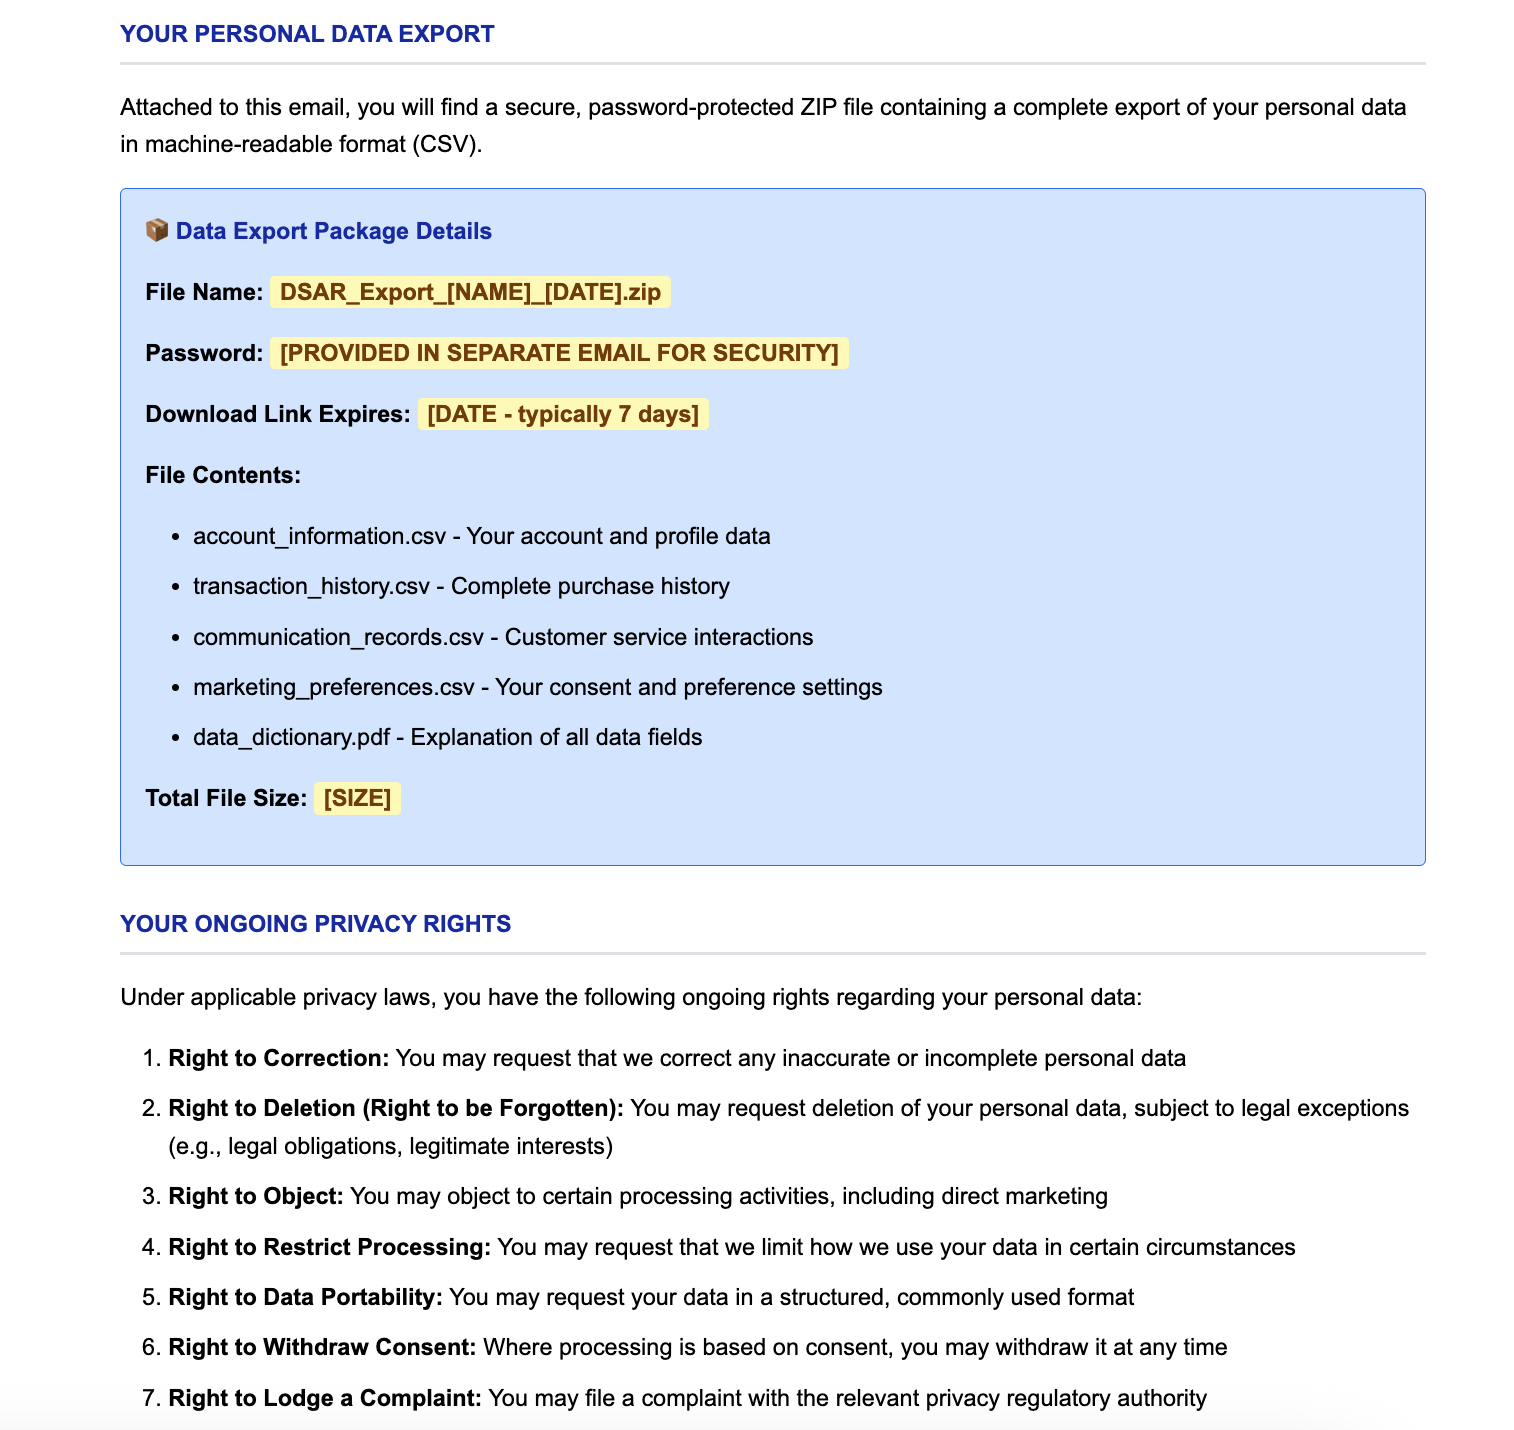 YOUR PERSONAL DATA EXPORT
Attached to this email, you will find a secure, password-protected ZIP file containing a complete export of your personal data
in machine-readable format (CSV).
📦 Data Export Package Details
File Name: DSAR_Export_[NAME]_[DATE].zip
Password: [PROVIDED IN SEPARATE EMAIL FOR SECURITY]
Download Link Expires: [DATE - typically 7 days]
File Contents:
• account_information.csv - Your account and profile data
• transaction_history.csv - Complete purchase history
• communication_records.csv - Customer service interactions
• marketing_preferences.csv - Your consent and preference settings
• data_dictionary.pdf - Explanation of all data fields
Total File Size: [SIZE]
YOUR ONGOING PRIVACY RIGHTS
Under applicable privacy laws, you have the following ongoing rights regarding your personal data:
1. Right to Correction: You may request that we correct any inaccurate or incomplete personal data
2. Right to Deletion (Right to be Forgotten): You may request deletion of your personal data, subject to legal exceptions
(e.g., legal obligations, legitimate interests)
3. Right to Object: You may object to certain processing activities, including direct marketing
4. Right to Restrict Processing: You may request that we limit how we use your data in certain circumstances
5. Right to Data Portability: You may request your data in a structured, commonly used format
6. Right to Withdraw Consent: Where processing is based on consent, you may withdraw it at any time
7. Right to Lodge a Complaint: You may file a complaint with the relevant privacy regulatory authority